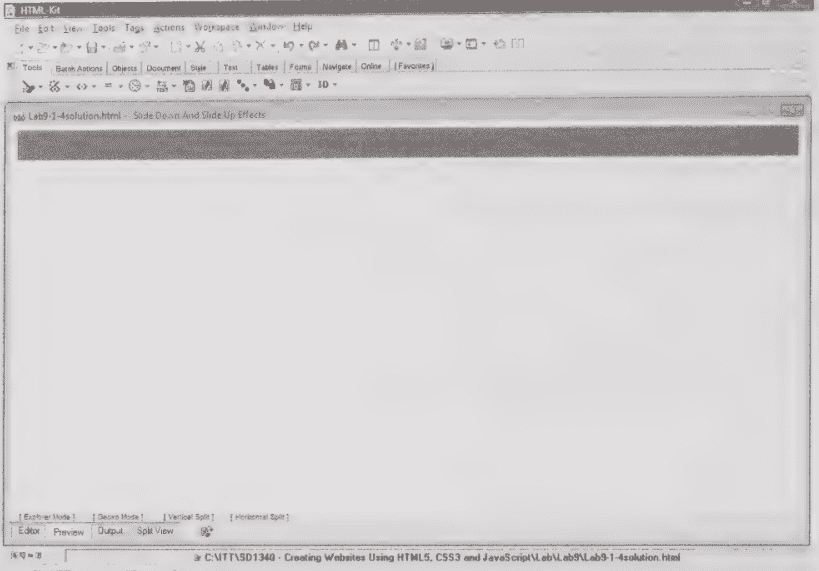 HTML-Kit
File Edit View Tools Tags Actions Workspace Window Help
Tools Batch Actions Objects Document Style Text Tables Forms Navigate Online [Favorites]
ID
Lab9-1-4solution.html - Slide Down And Slide Up Effects
[ Explorer Mode ] [ Gecko Mode ] [ Vertical Split ] [ Horizontal Split ]
Editor Preview Output Split View
C:\ITT\SD1340 - Creating Websites Using HTML5, CSS3 and JavaScript\Lab\Lab9\Lab9-1-4solution.html